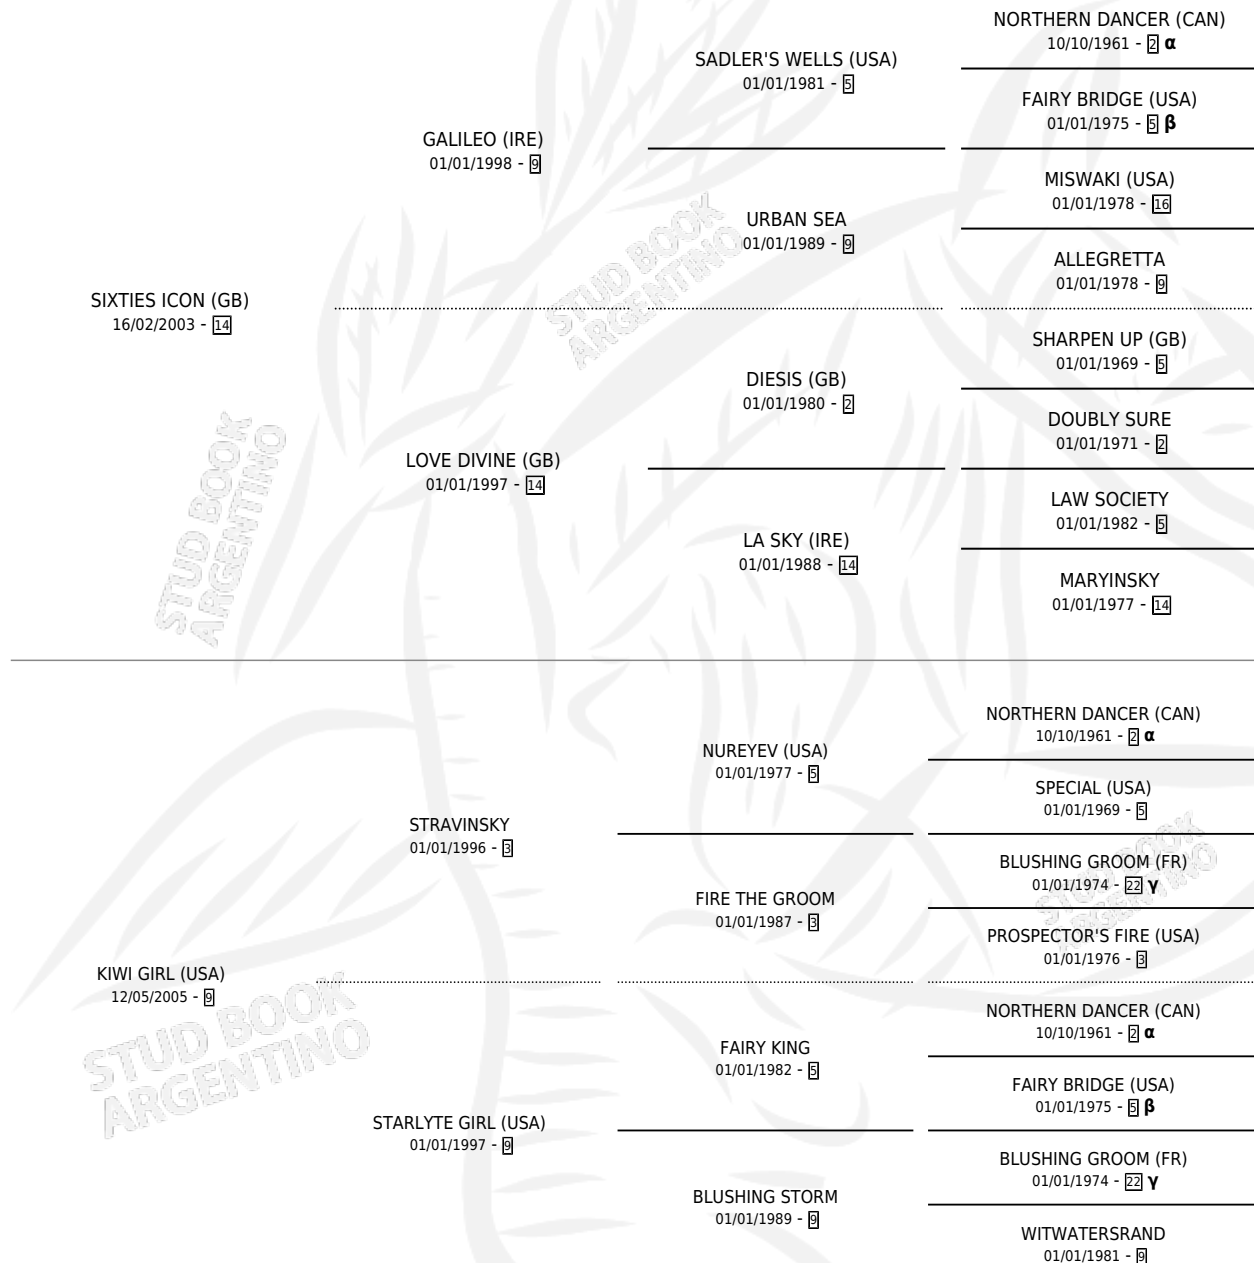 NORTHERN DANCER (CAN)
10/10/1961 - 2 α
SADLER'S WELLS (USA)
01/01/1981 - 5
FAIRY BRIDGE (USA)
01/01/1975 - 5 β
GALILEO (IRE)
01/01/1998 - 9
MISWAKI (USA)
01/01/1978 - 16
URBAN SEA
01/01/1989 - 9
ALLEGRETTA
01/01/1978 - 9
SIXTIES ICON (GB)
16/02/2003 - 14
SHARPEN UP (GB)
01/01/1969 - 5
DIESIS (GB)
01/01/1980 - 2
DOUBLY SURE
01/01/1971 - 2
LOVE DIVINE (GB)
01/01/1997 - 14
LAW SOCIETY
01/01/1982 - 5
LA SKY (IRE)
01/01/1988 - 14
MARYINSKY
01/01/1977 - 14
NORTHERN DANCER (CAN)
10/10/1961 - 2 α
NUREYEV (USA)
01/01/1977 - 5
SPECIAL (USA)
01/01/1969 - 5
STRAVINSKY
01/01/1996 - 3
BLUSHING GROOM (FR)
01/01/1974 - 22 γ
FIRE THE GROOM
01/01/1987 - 3
PROSPECTOR'S FIRE (USA)
01/01/1976 - 3
KIWI GIRL (USA)
12/05/2005 - 9
NORTHERN DANCER (CAN)
10/10/1961 - 2 α
FAIRY KING
01/01/1982 - 5
FAIRY BRIDGE (USA)
01/01/1975 - 5 β
STARLYTE GIRL (USA)
01/01/1997 - 9
BLUSHING GROOM (FR)
01/01/1974 - 22 γ
BLUSHING STORM
01/01/1989 - 9
WITWATERSRAND
01/01/1981 - 9
STUD BOOK
ARGENTINO
STUD BOOK
ARGENTINO
STUD BOOK
ARGENTINO
STUD BOOK
ARGENTINO